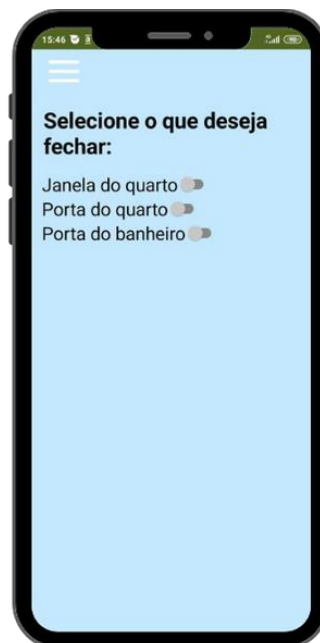 15:46
Selecione o que deseja
fechar:
Janela do quarto
Porta do quarto
Porta do banheiro